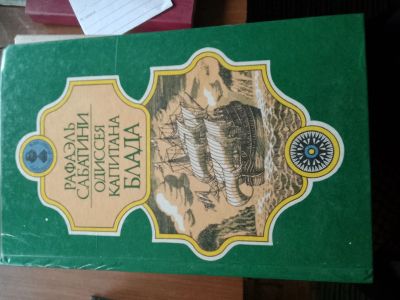 РАФАЭЛЬ
САБАТИНИ
ОДИССЕЯ
КАПИТАНА
БЛАДА